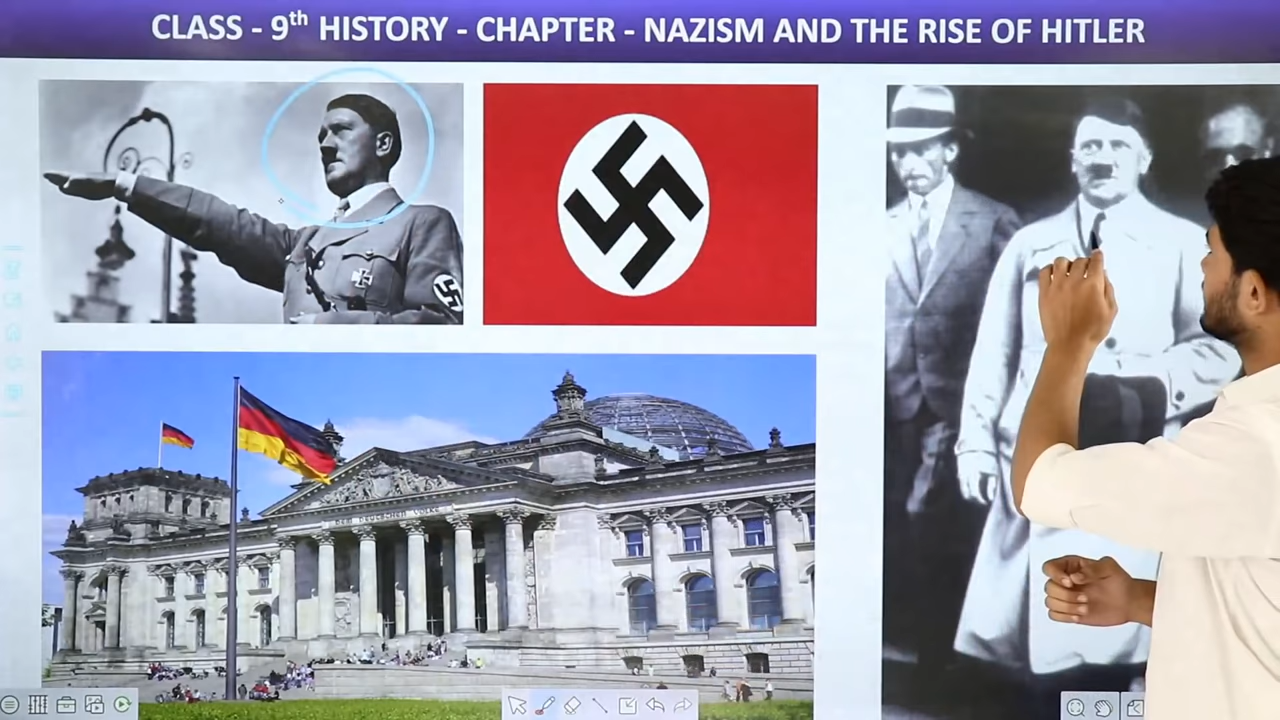 CLASS - 9th HISTORY - CHAPTER - NAZISM AND THE RISE OF HITLER
DEM DEUTSCHEN VOLKE